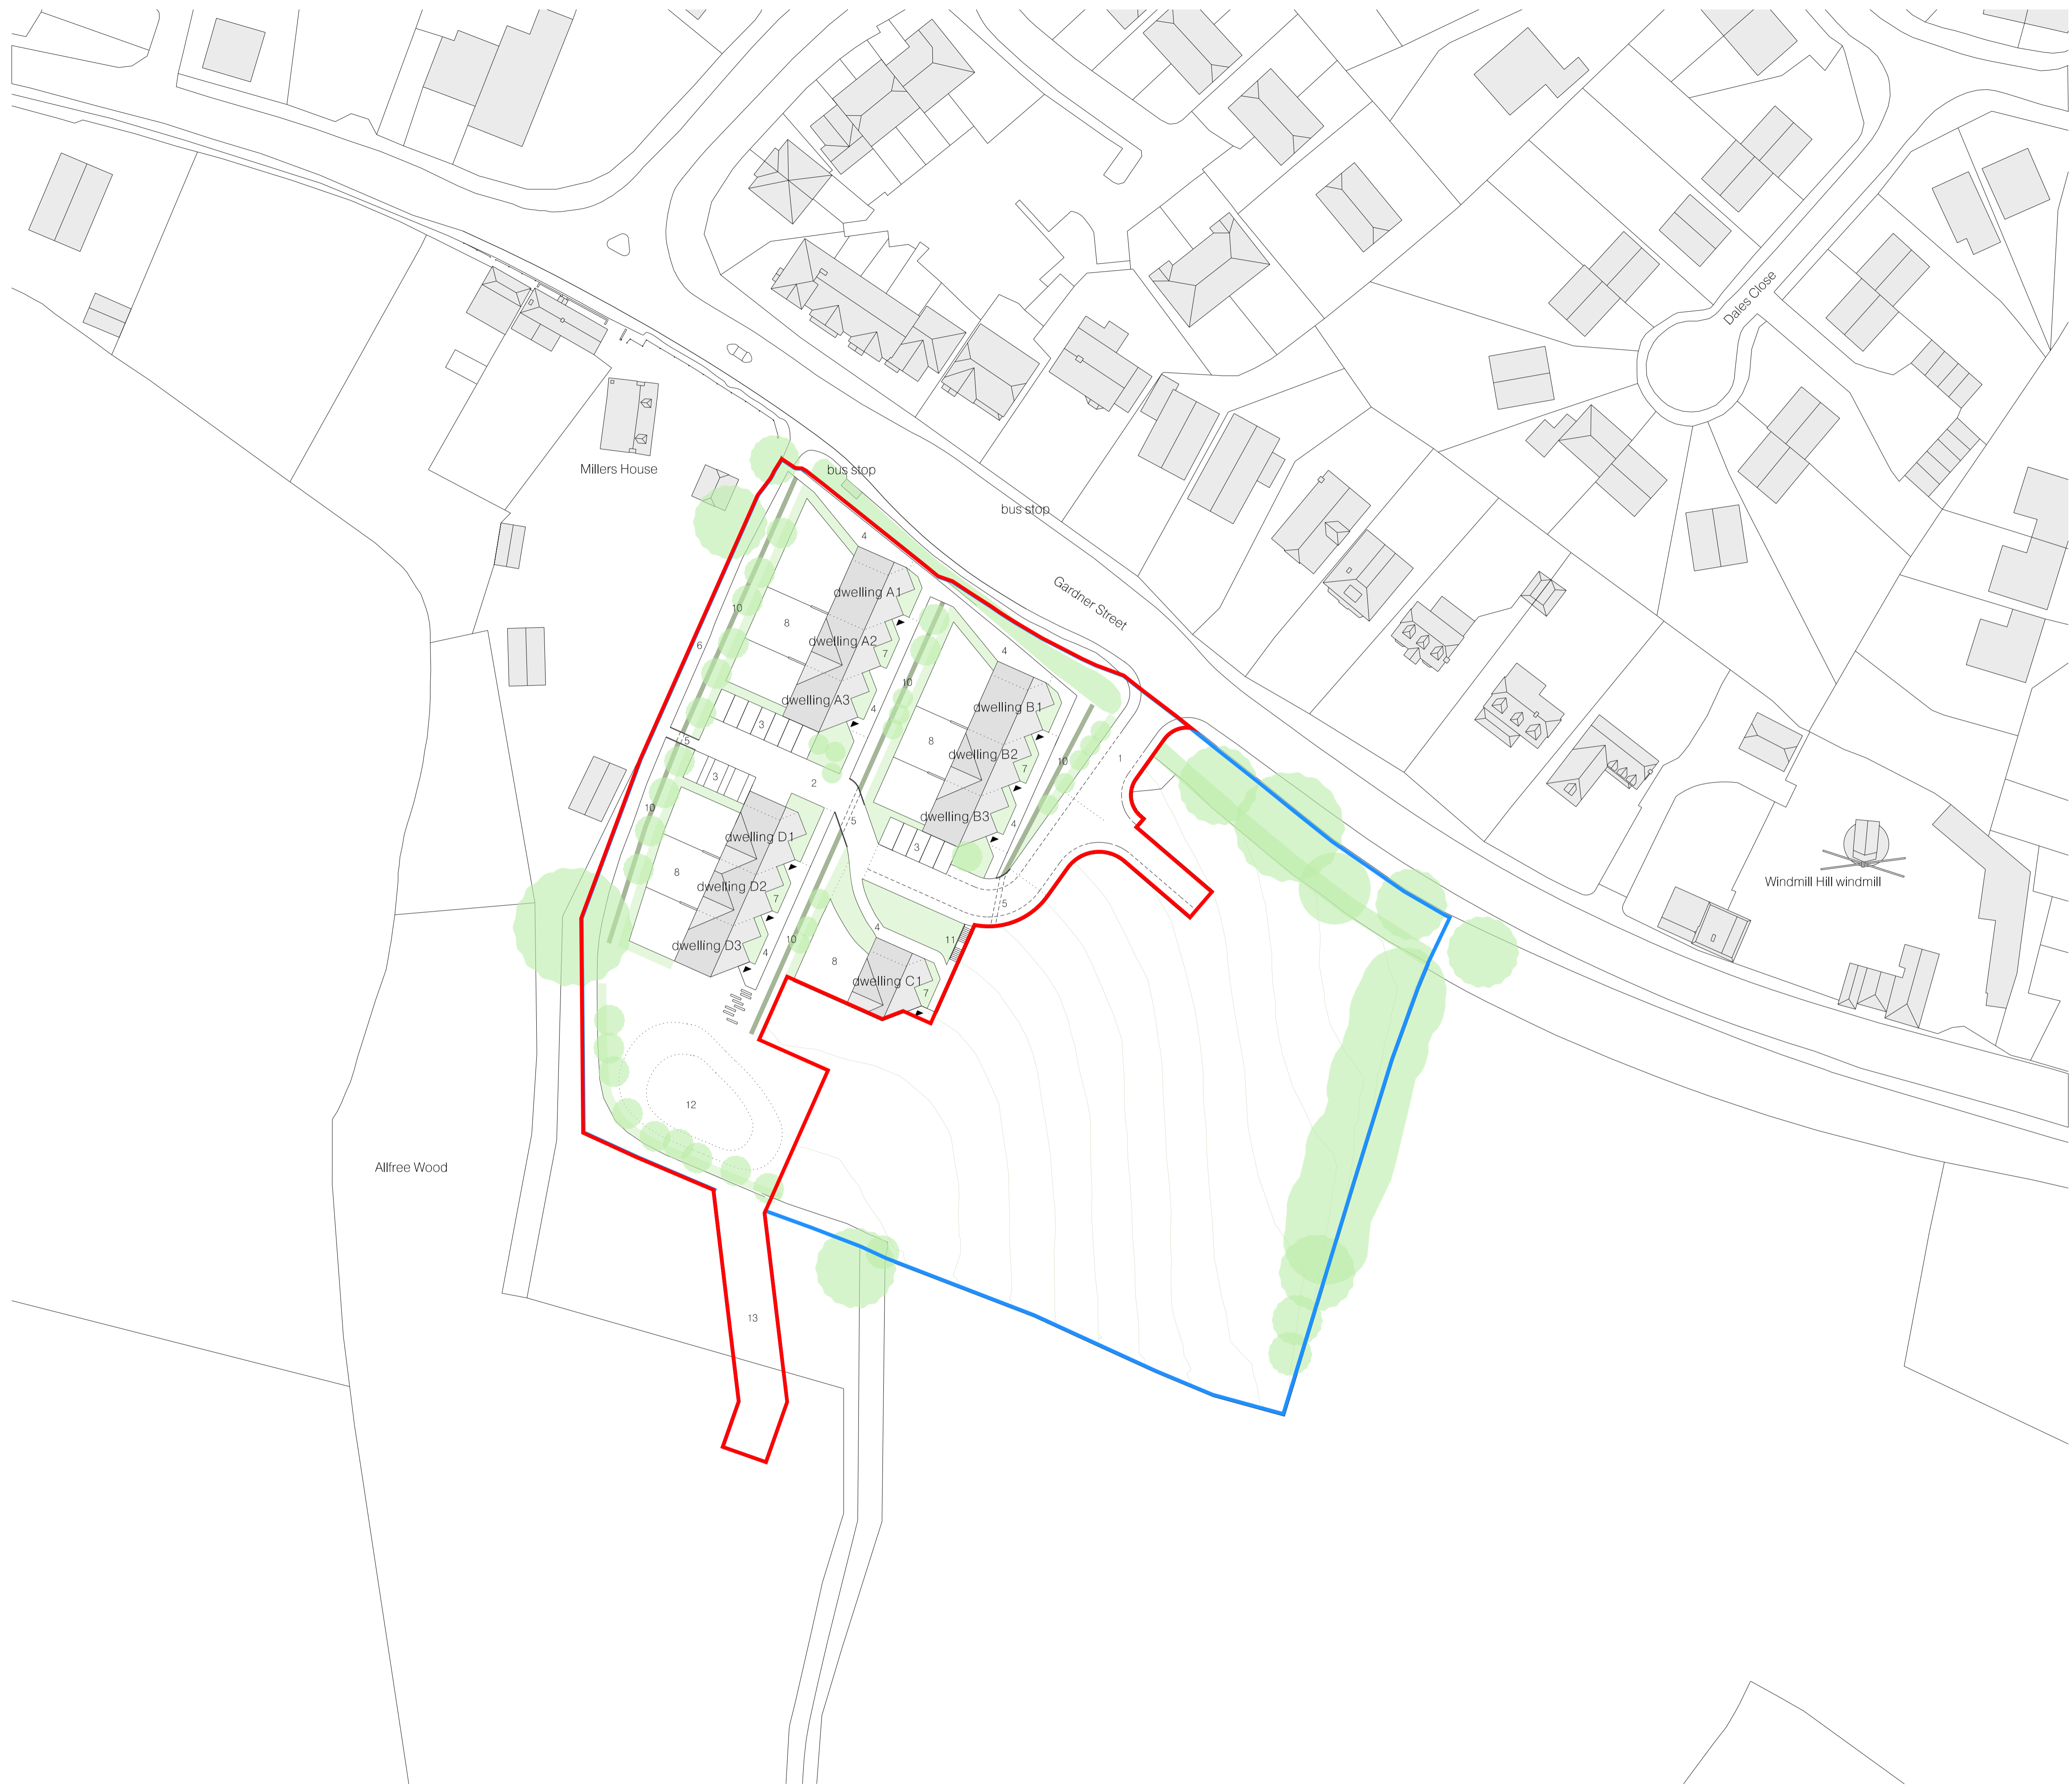 Dales Close
Millers House
bus stop
bus stop
4
dwelling A1
Gardner Street
10
8
dwelling A2
7
6
4
10
dwelling A3
4
dwelling B1
3
5
8
dwelling B2
10
1
7
3
2
10
dwelling B3
4
5
dwelling D1
3
8
dwelling D2
7
5
Windmill Hill windmill
4
10
11
dwelling D3
4
8
dwelling C1
7
12
Allfree Wood
13